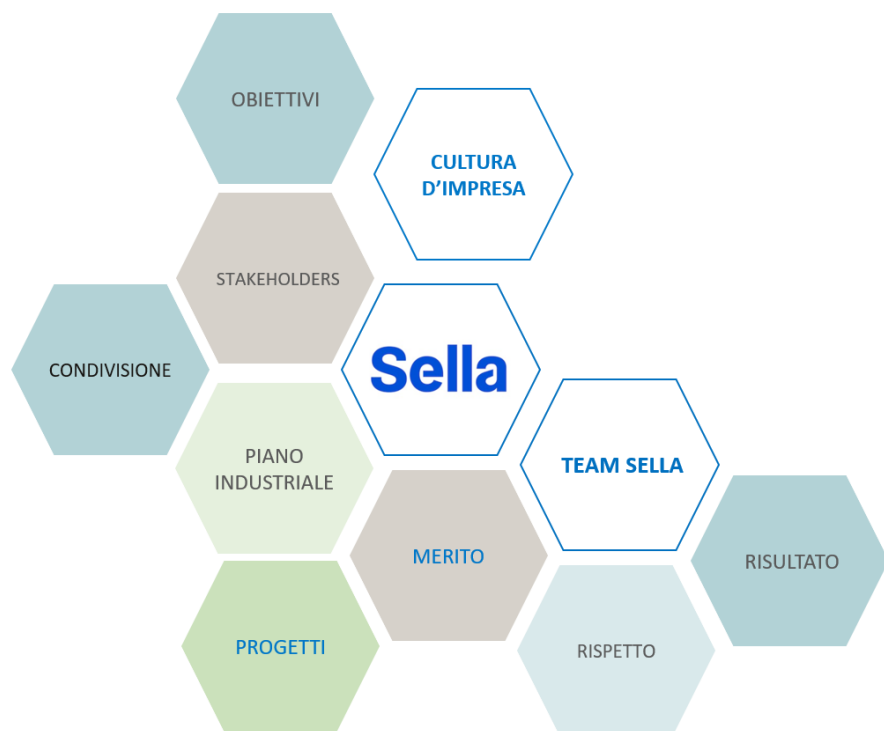 OBIETTIVI
CULTURA
D'IMPRESA
STAKEHOLDERS
CONDIVISIONE
Sella
PIANO
INDUSTRIALE
TEAM SELLA
MERITO
RISULTATO
PROGETTI
RISPETTO